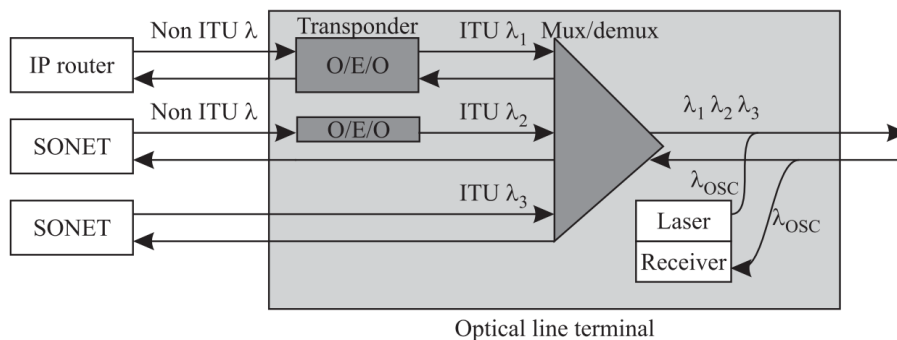 Transponder
Non ITU λ
ITU λ1
Mux/demux
IP router
O/E/O
Non ITU λ
ITU λ2
λ1 λ2 λ3
SONET
O/E/O
ITU λ3
λOSC
SONET
Laser
λOSC
Receiver
Optical line terminal